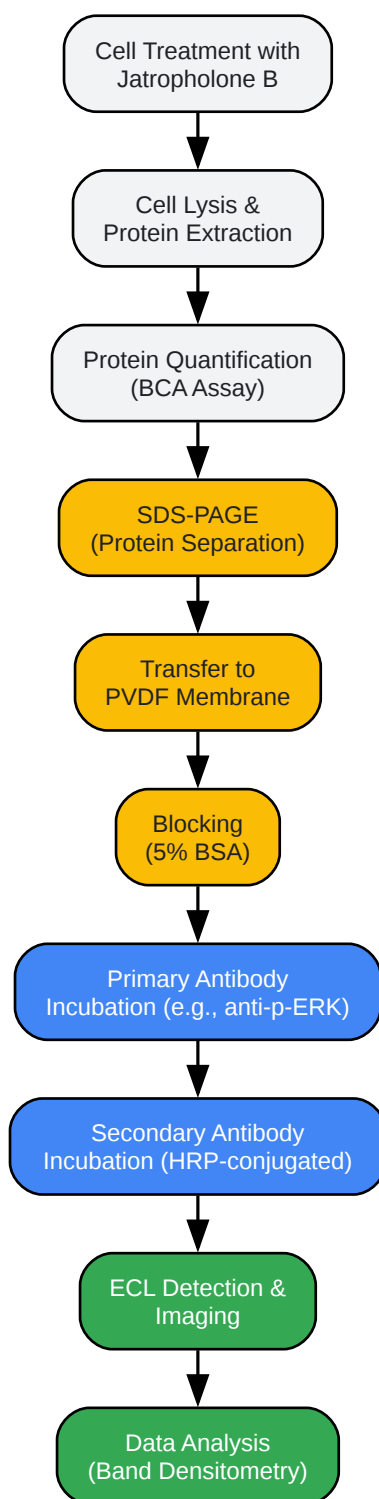 Cell Treatment with
Jatropholone B
Cell Lysis &
Protein Extraction
Protein Quantification
(BCA Assay)
SDS-PAGE
(Protein Separation)
Transfer to
PVDF Membrane
Blocking
(5% BSA)
Primary Antibody
Incubation (e.g., anti-p-ERK)
Secondary Antibody
Incubation (HRP-conjugated)
ECL Detection &
Imaging
Data Analysis
(Band Densitometry)